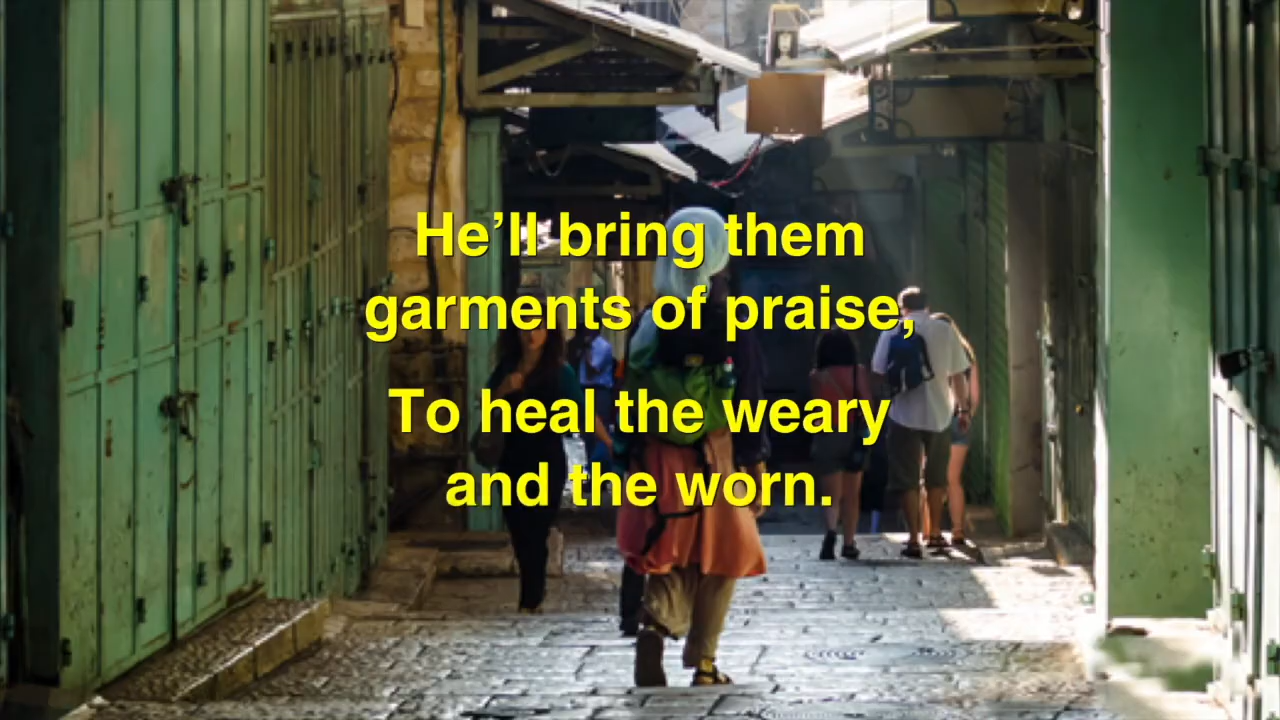 He’ll bring them
garments of praise,
To heal the weary
and the worn.